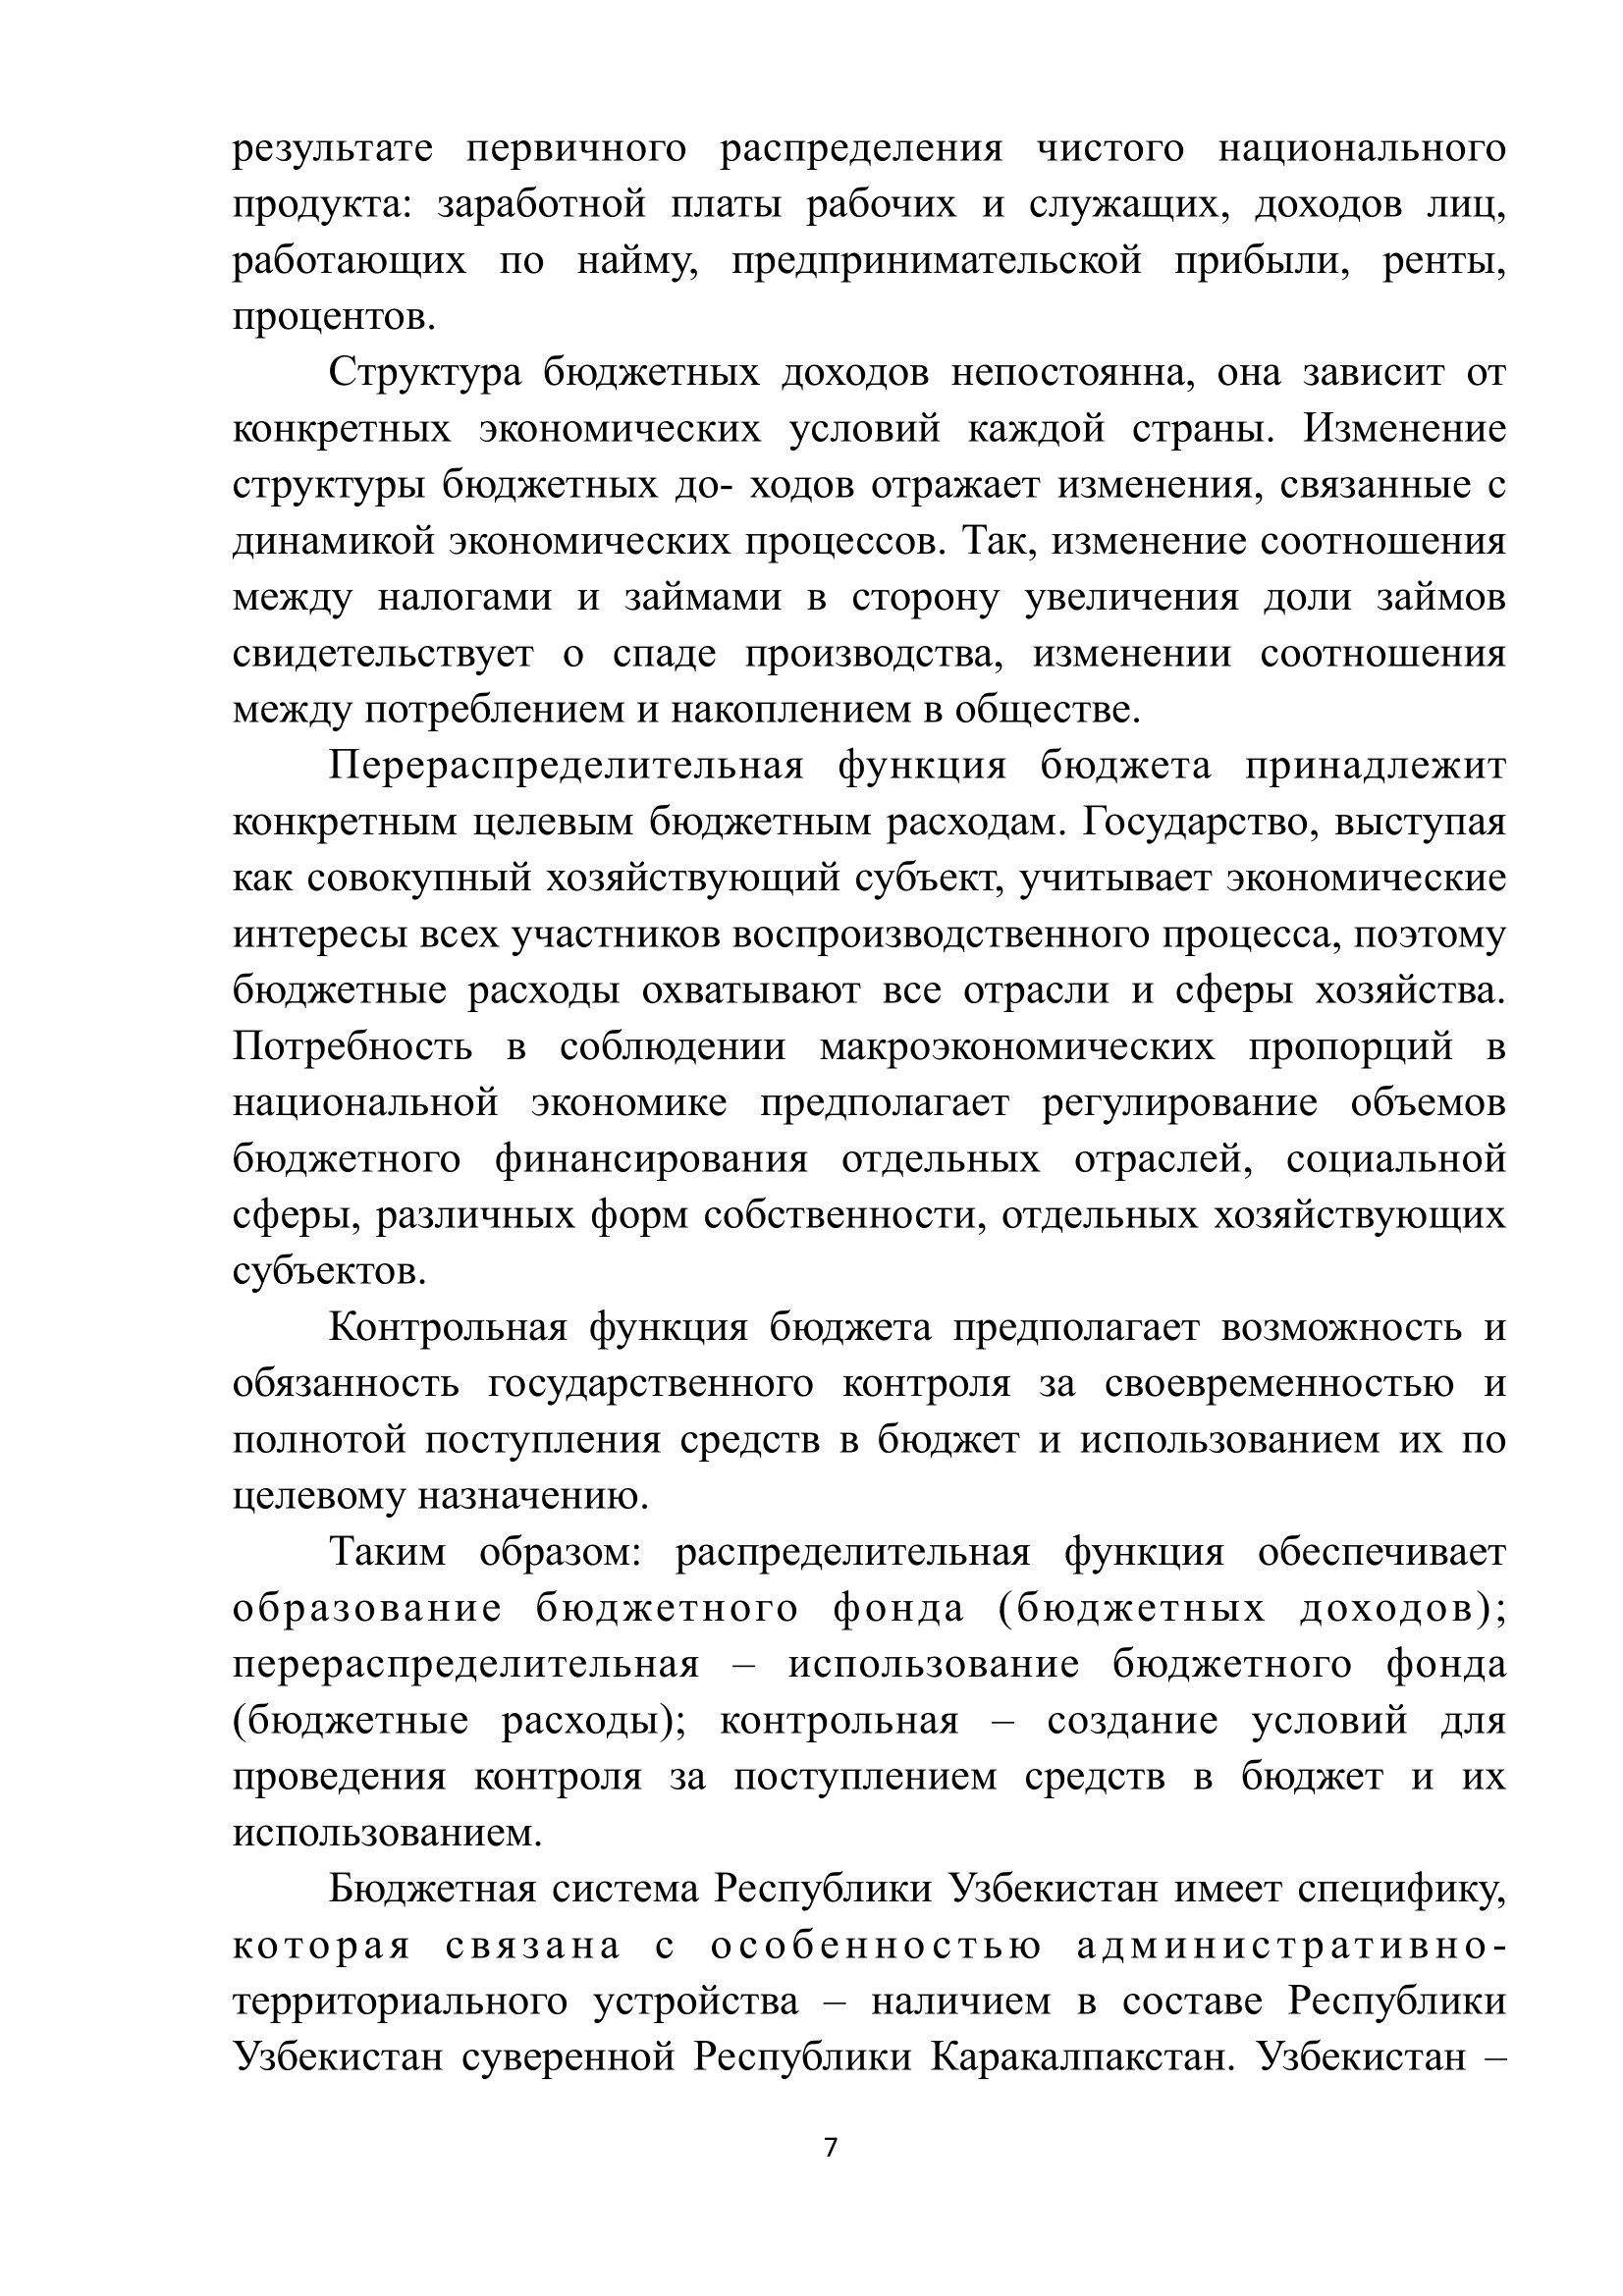 результате первичного распределения чистого национального
продукта: заработной платы рабочих и служащих, доходов лиц,
работающих по найму, предпринимательской прибыли, ренты,
процентов.
Структура бюджетных доходов непостоянна, она зависит от
конкретных экономических условий каждой страны. Изменение
структуры бюджетных до- ходов отражает изменения, связанные с
динамикой экономических процессов. Так, изменение соотношения
между налогами и займами в сторону увеличения доли займов
свидетельствует о спаде производства, изменении соотношения
между потреблением и накоплением в обществе.
Перераспределительная функция бюджета принадлежит
конкретным целевым бюджетным расходам. Государство, выступая
как совокупный хозяйствующий субъект, учитывает экономические
интересы всех участников воспроизводственного процесса, поэтому
бюджетные расходы охватывают все отрасли и сферы хозяйства.
Потребность в соблюдении макроэкономических пропорций в
национальной экономике предполагает регулирование объемов
бюджетного финансирования отдельных отраслей, социальной
сферы, различных форм собственности, отдельных хозяйствующих
субъектов.
Контрольная функция бюджета предполагает возможность и
обязанность государственного контроля за своевременностью и
полнотой поступления средств в бюджет и использованием их по
целевому назначению.
Таким образом: распределительная функция обеспечивает
образование бюджетного фонда (бюджетных доходов);
перераспределительная – использование бюджетного фонда
(бюджетные расходы); контрольная – создание условий для
проведения контроля за поступлением средств в бюджет и их
использованием.
Бюджетная система Республики Узбекистан имеет специфику,
которая связана с особенностью административно-
территориального устройства – наличием в составе Республики
Узбекистан суверенной Республики Каракалпакстан. Узбекистан –
7